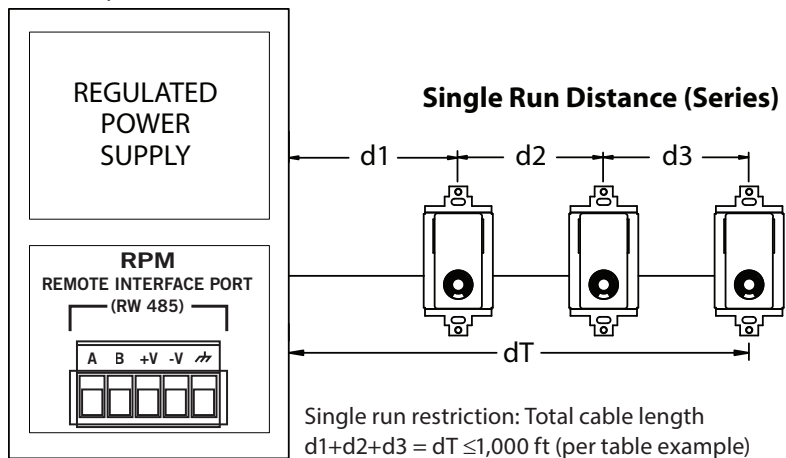 REGULATED
POWER
SUPPLY
Single Run Distance (Series)
d1 d2 d3
RPM
REMOTE INTERFACE PORT
(RW 485)
A B +V -V
dT
Single run restriction: Total cable length
d1+d2+d3 = dT ≤1,000 ft (per table example)